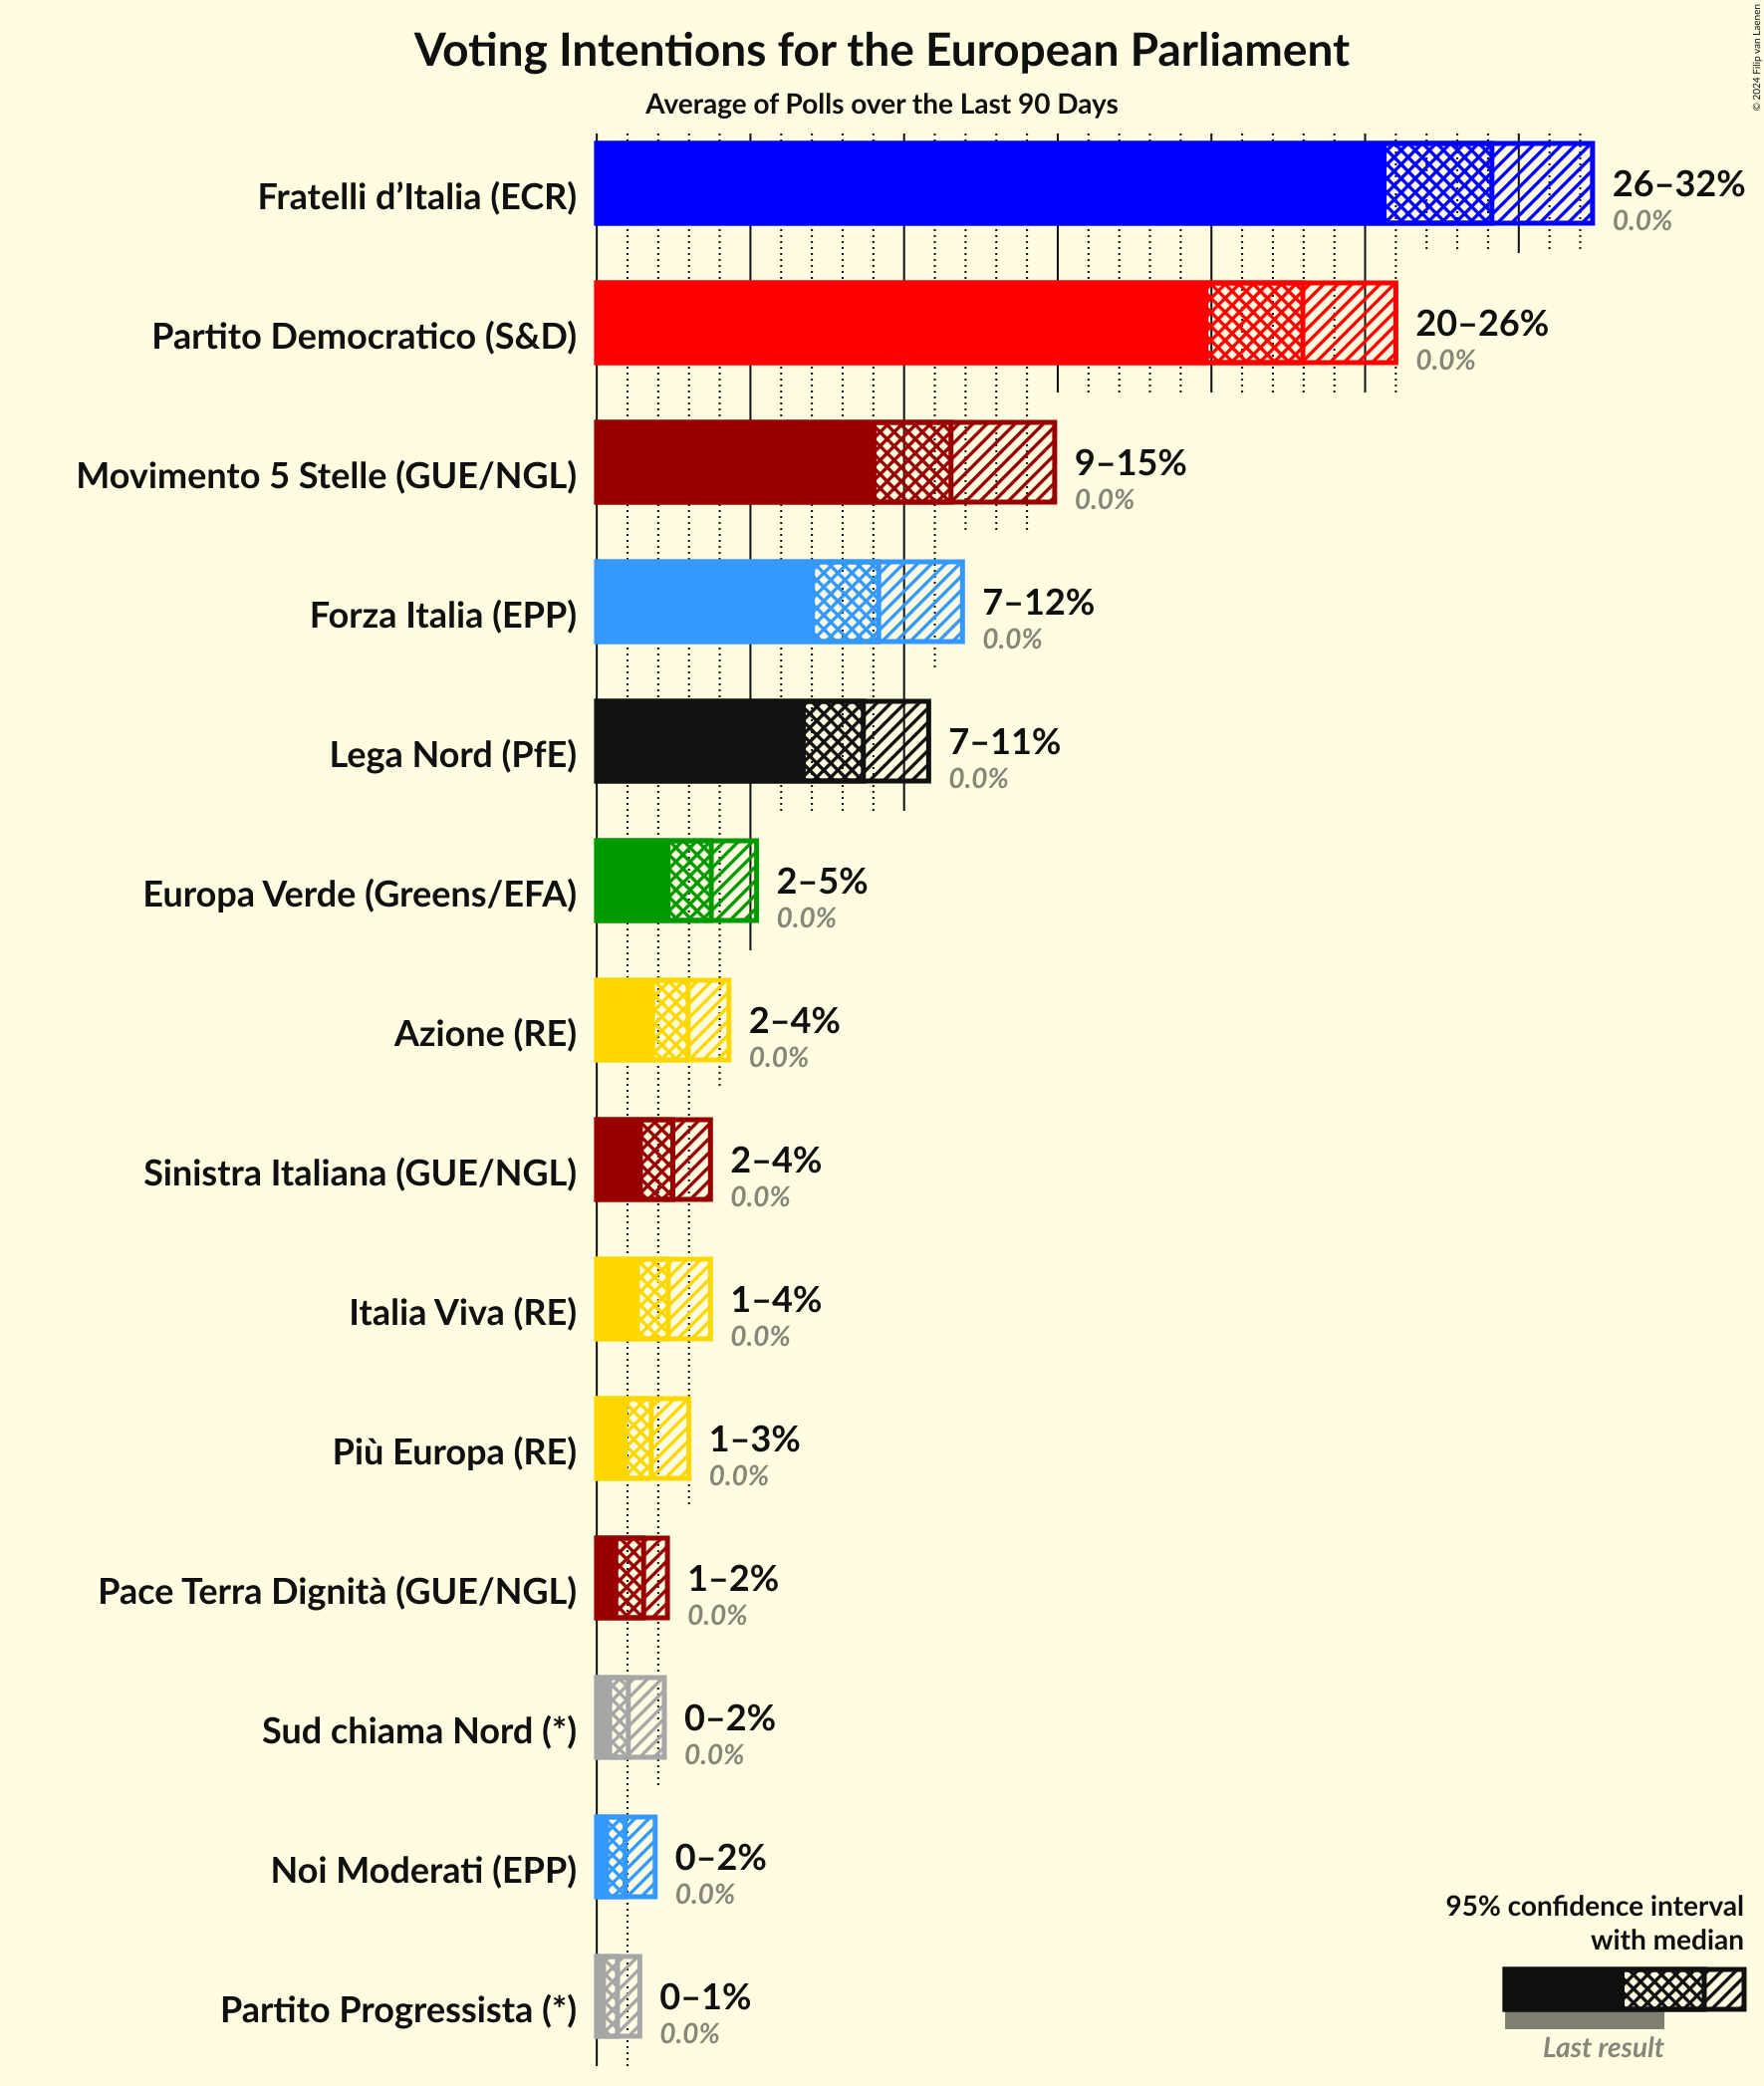 Voting Intentions for the European Parliament
Average of Polls over the Last 90 Days
© 2024 Filip van Laenen
Fratelli d’Italia (ECR)
26–32%
0.0%
Partito Democratico (S&D)
20–26%
0.0%
Movimento 5 Stelle (GUE/NGL)
9–15%
0.0%
Forza Italia (EPP)
7–12%
0.0%
Lega Nord (PfE)
7–11%
0.0%
Europa Verde (Greens/EFA)
2–5%
0.0%
Azione (RE)
2–4%
0.0%
Sinistra Italiana (GUE/NGL)
2–4%
0.0%
Italia Viva (RE)
1–4%
0.0%
Più Europa (RE)
1–3%
0.0%
Pace Terra Dignità (GUE/NGL)
1–2%
0.0%
Sud chiama Nord (*)
0–2%
0.0%
Noi Moderati (EPP)
0–2%
0.0%
Partito Progressista (*)
0–1%
0.0%
95% confidence interval
with median
Last result